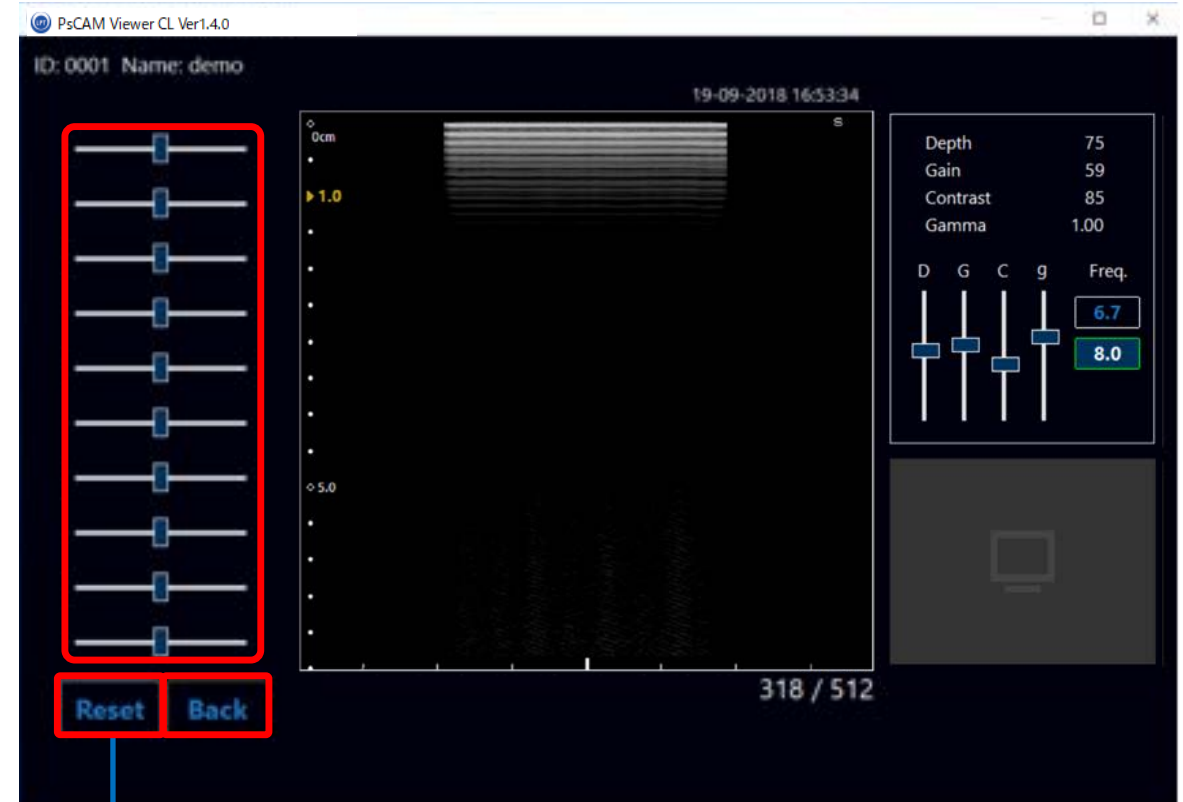 PsCAM Viewer CL Ver1.4.0
ID: 0001 Name: demo
19-09-2018 16:53:34
0cm
S
1.0
5.0
318 / 512
Depth 75
Gain 59
Contrast 85
Gamma 1.00
D G C g Freq.
6.7
8.0
Reset Back